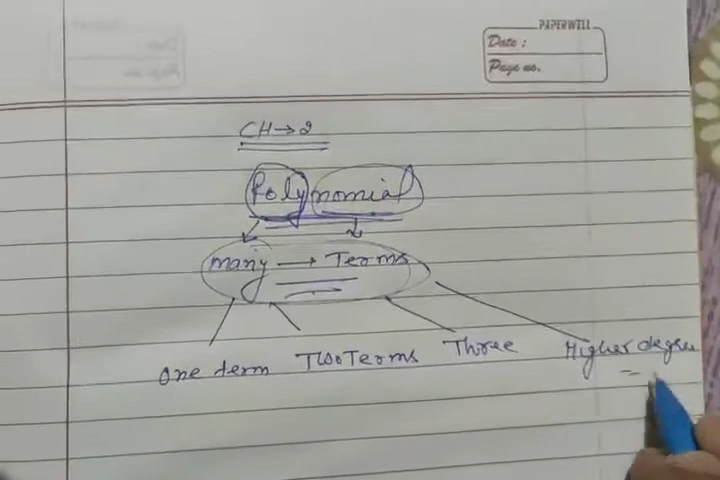 PAPERWELL
Date :
Page no.
CH → 2
Polynomial
many → Terms
One term Two Terms Three Higher degree